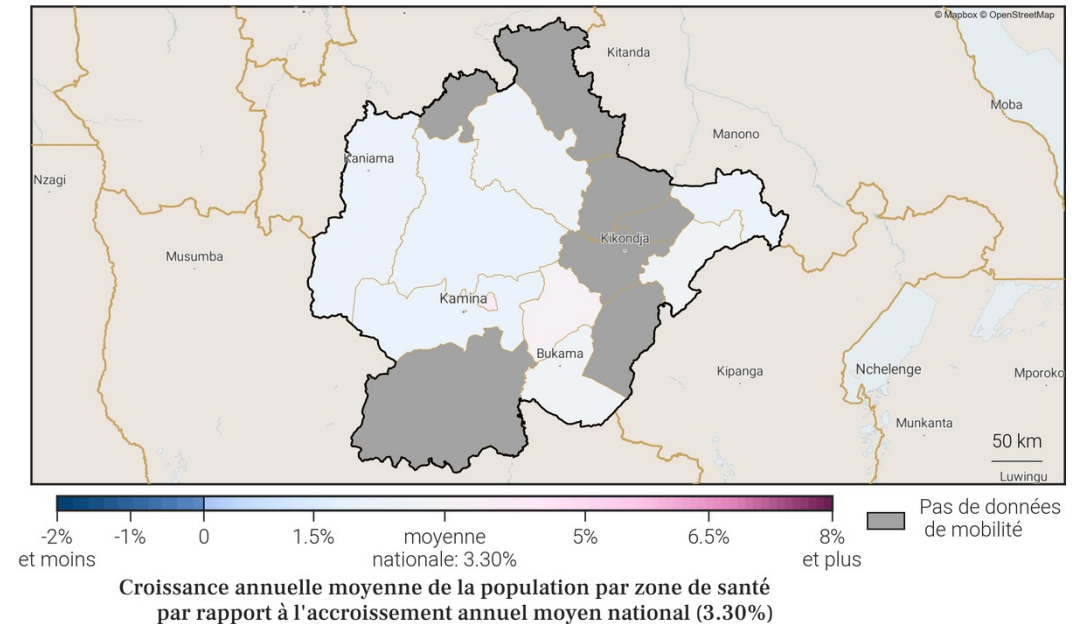 © Mapbox © OpenStreetMap
Kitanda
Moba
Manono
Kaniama
Nzagi
Kikondja
Musumba
Kamina
Bukama
Kipanga
Nchelenge
Mporoko
Munkanta
50 km
Luwingu
-2%
et moins
-1%
0
1.5%
moyenne
nationale: 3.30%
5%
6.5%
8%
et plus
Pas de données
de mobilité
Croissance annuelle moyenne de la population par zone de santé
par rapport à l'accroissement annuel moyen national (3.30%)